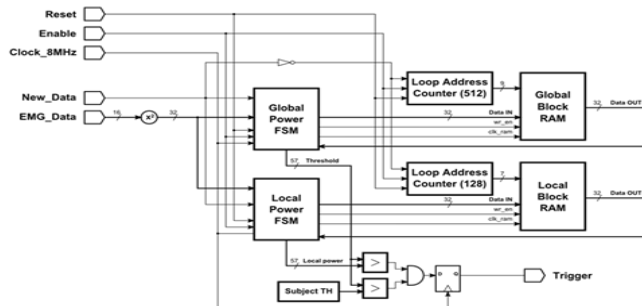 Reset
Enable
Clock_8MHz
New_Data
EMG_Data
16
x²
32
Global
Power
FSM
Loop Address
Counter (512)
9
Global
Block
RAM
32
Data OUT
32
Data IN
wr_en
clk_ram
57
Threshold
Loop Address
Counter (128)
7
Local
Power
FSM
Local
Block
RAM
32
Data OUT
32
Data IN
wr_en
clk_ram
57
Local power
>
>
Subject TH
Trigger